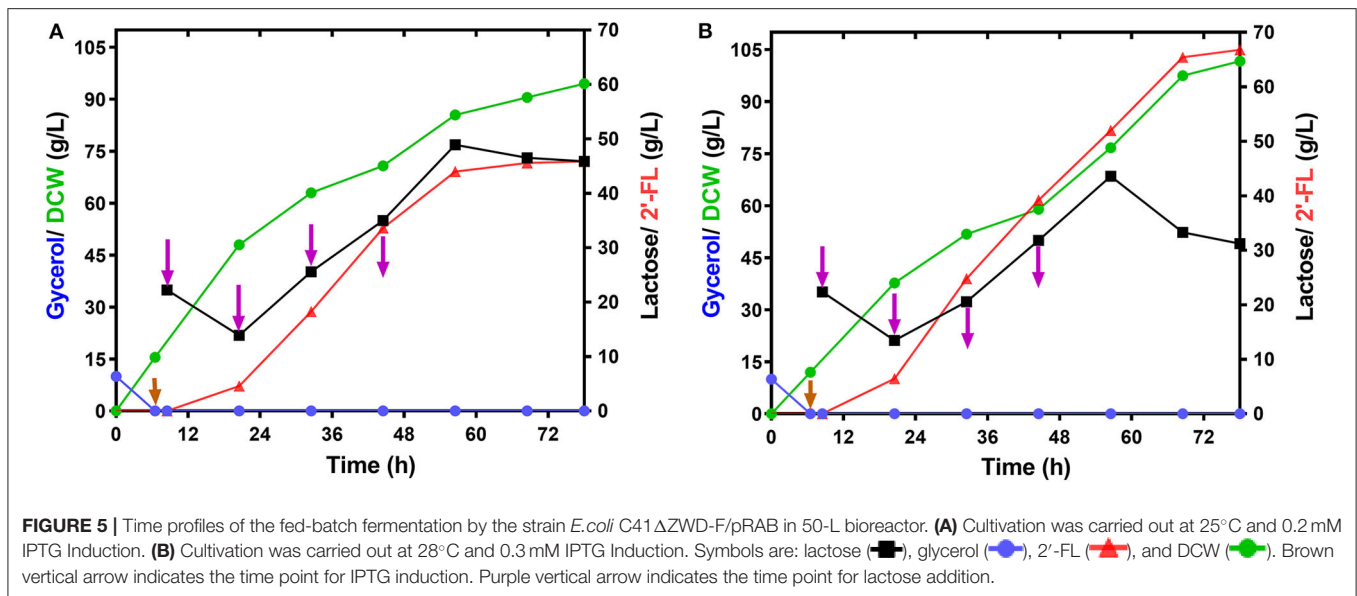 A
B
105
90
75
60
45
30
15
0
Gycerol/ DCW (g/L)
70
60
50
40
30
20
10
0
Lactose/ 2'-FL (g/L)
0 12 24 36 48 60 72
Time (h)
105
90
75
60
45
30
15
0
Gycerol/ DCW (g/L)
70
60
50
40
30
20
10
0
Lactose/ 2'-FL (g/L)
0 12 24 36 48 60 72
Time (h)
FIGURE 5 | Time profiles of the fed-batch fermentation by the strain E.coli C41ΔZWD-F/pRAB in 50-L bioreactor. (A) Cultivation was carried out at 25°C and 0.2 mM
IPTG Induction. (B) Cultivation was carried out at 28°C and 0.3 mM IPTG Induction. Symbols are: lactose (■), glycerol (●), 2′-FL (▲), and DCW (●). Brown
vertical arrow indicates the time point for IPTG induction. Purple vertical arrow indicates the time point for lactose addition.